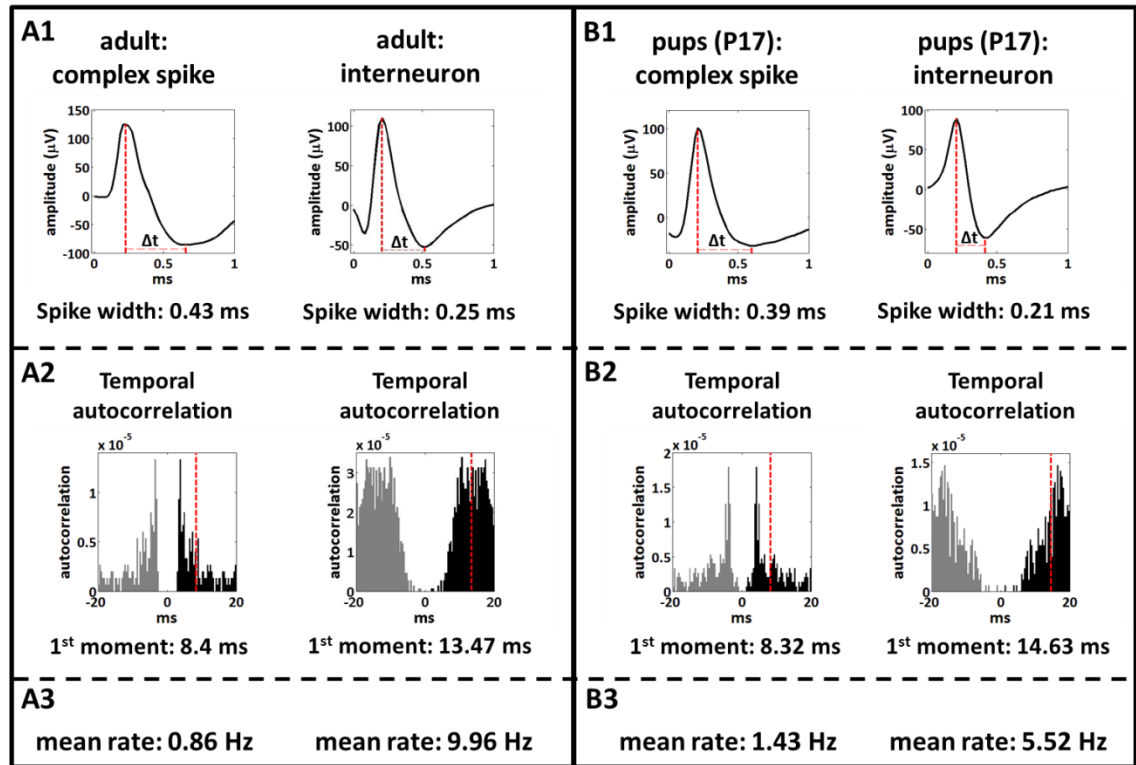 A1
adult:
complex spike
adult:
interneuron
150
100
50
0
-50
-100
amplitude (μV)
Δt
0
0.5
1
ms
Spike width: 0.43 ms
100
50
0
-50
amplitude (μV)
Δt
0
0.5
1
ms
Spike width: 0.25 ms
B1
pups (P17):
complex spike
pups (P17):
interneuron
100
50
0
amplitude (μV)
Δt
0
0.5
1
ms
Spike width: 0.39 ms
100
50
0
-50
amplitude (μV)
Δt
0
0.5
1
ms
Spike width: 0.21 ms
A2
Temporal
autocorrelation
x 10⁻⁵
1
0.5
0
autocorrelation
-20
0
20
ms
1st moment: 8.4 ms
Temporal
autocorrelation
x 10⁻⁵
3
2
1
0
autocorrelation
-20
0
20
ms
1st moment: 13.47 ms
B2
Temporal
autocorrelation
x 10⁻⁵
2
1.5
1
0.5
0
autocorrelation
-20
0
20
ms
1st moment: 8.32 ms
Temporal
autocorrelation
x 10⁻⁵
1.5
1
0.5
0
autocorrelation
-20
0
20
ms
1st moment: 14.63 ms
A3
mean rate: 0.86 Hz
mean rate: 9.96 Hz
B3
mean rate: 1.43 Hz
mean rate: 5.52 Hz